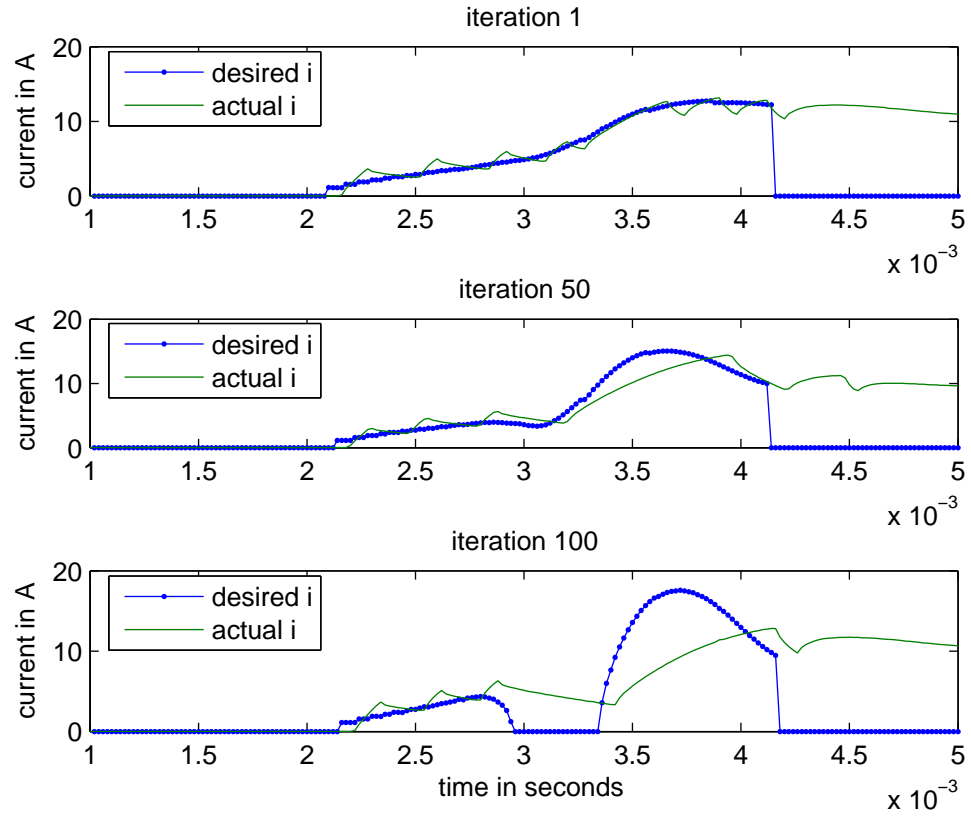 iteration 1
current in A
20
10
0
desired i
actual i
1 1.5 2 2.5 3 3.5 4 4.5 5
x 10⁻³
iteration 50
current in A
20
10
0
desired i
actual i
1 1.5 2 2.5 3 3.5 4 4.5 5
x 10⁻³
iteration 100
current in A
20
10
0
desired i
actual i
1 1.5 2 2.5 3 3.5 4 4.5 5
time in seconds
x 10⁻³